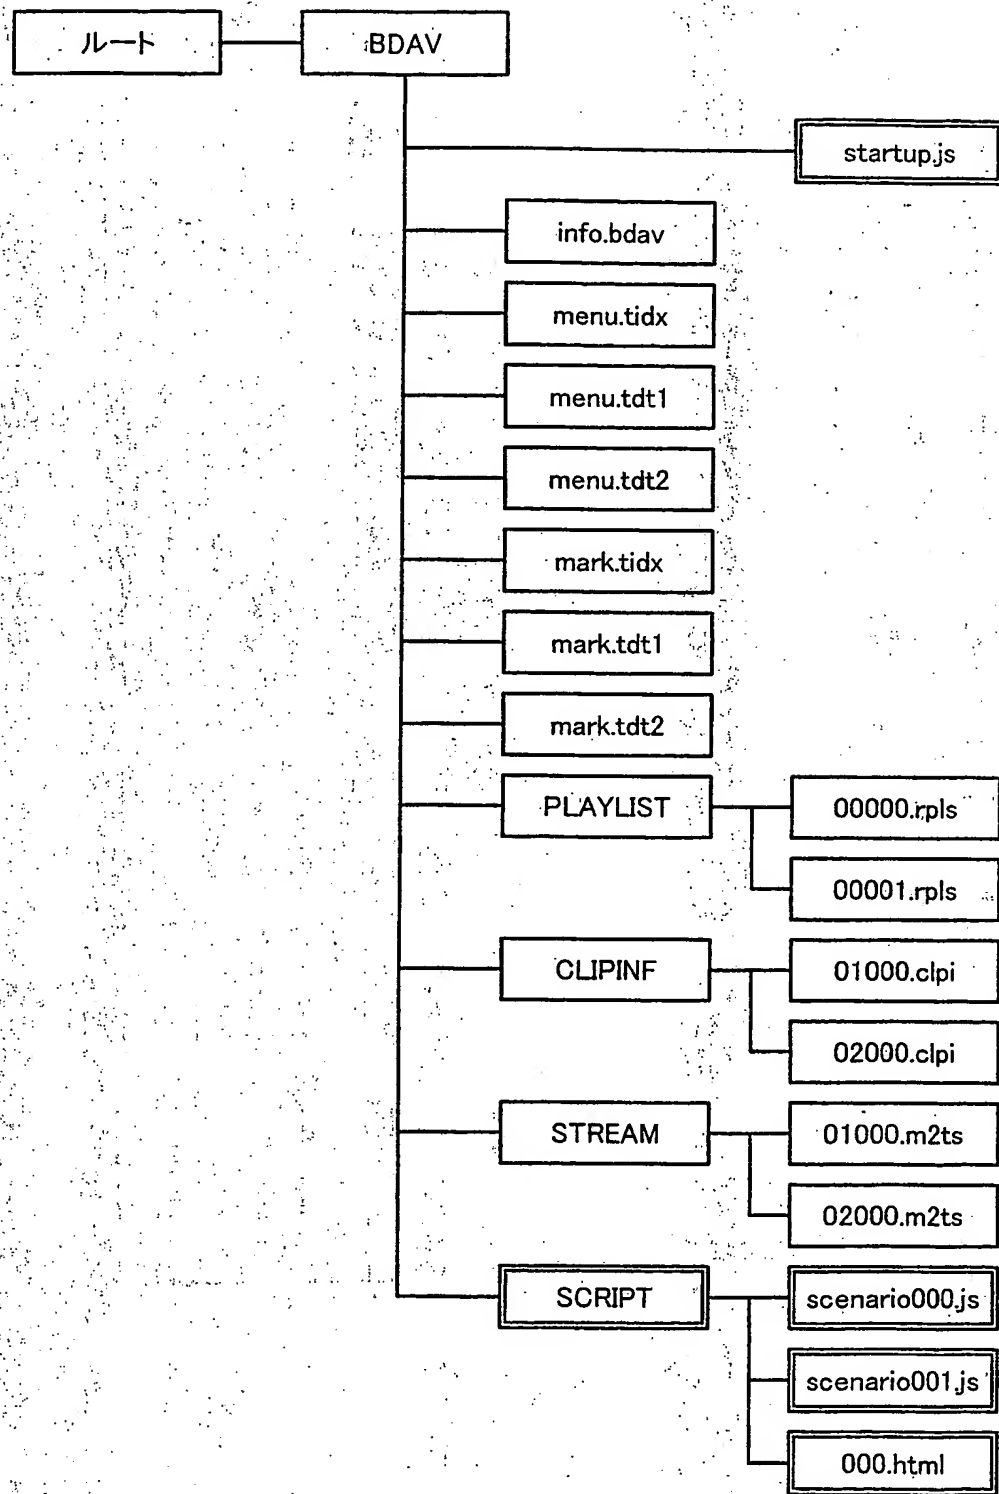 ルート
BDAV
startup.js
info.bdav
menu.tidx
menu.tdt1
menu.tdt2
mark.tidx
mark.tdt1
mark.tdt2
PLAYLIST
00000.rpls
00001.rpls
CLIPINF
01000.clpi
02000.clpi
STREAM
01000.m2ts
02000.m2ts
SCRIPT
scenario000.js
scenario001.js
000.html